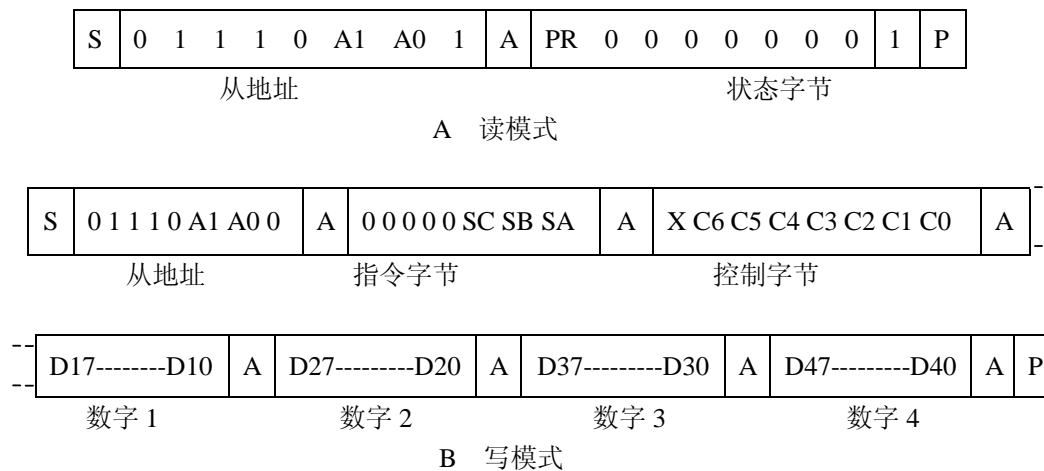 S 0 1 1 1 0 A1 A0 1 A PR 0 0 0 0 0 0 0 1 P
从地址 状态字节
A 读模式
S 0 1 1 1 0 A1 A0 0 A 0 0 0 0 0 SC SB SA A X C6 C5 C4 C3 C2 C1 C0 A
从地址 指令字节 控制字节
D17--------D10 A D27---------D20 A D37---------D30 A D47---------D40 A P
数字 1 数字 2 数字 3 数字 4
B 写模式